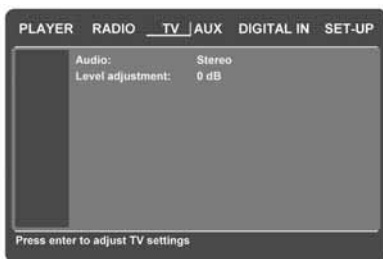 PLAYER RADIO TV AUX DIGITAL IN SET-UP
Audio: Stereo
Level adjustment: 0 dB
Press enter to adjust TV settings